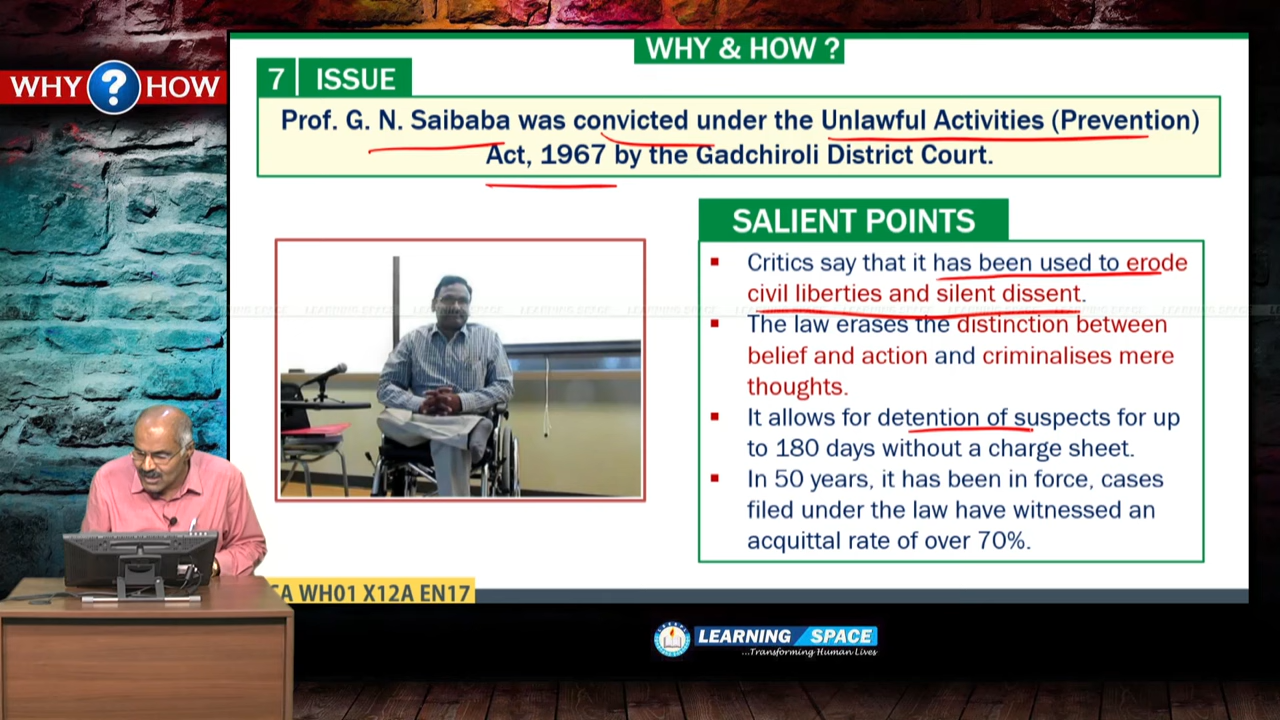 WHY & HOW ?
WHY ? HOW
7 ISSUE
Prof. G. N. Saibaba was convicted under the Unlawful Activities (Prevention)
Act, 1967 by the Gadchiroli District Court.
SALIENT POINTS
▪ Critics say that it has been used to erode
civil liberties and silent dissent.
▪ The law erases the distinction between
belief and action and criminalises mere
thoughts.
▪ It allows for detention of suspects for up
to 180 days without a charge sheet.
▪ In 50 years, it has been in force, cases
filed under the law have witnessed an
acquittal rate of over 70%.
CA WH01 X12A EN17
LEARNING SPACE
...Transforming Human Lives